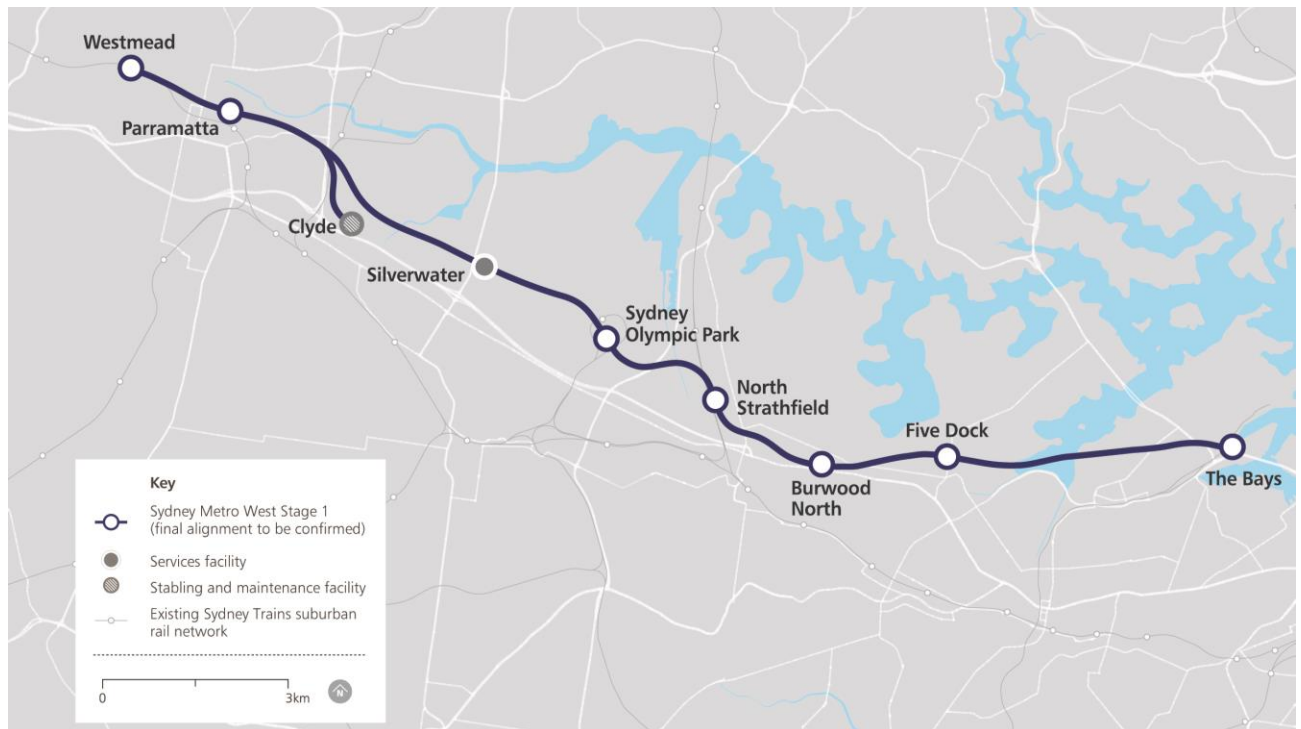 Westmead
Parramatta
Clyde
Silverwater
Sydney
Olympic Park
North
Strathfield
Five Dock
Burwood
North
The Bays
Key
Sydney Metro West Stage 1
(final alignment to be confirmed)
Services facility
Stabling and maintenance facility
Existing Sydney Trains suburban
rail network
0 3km
N